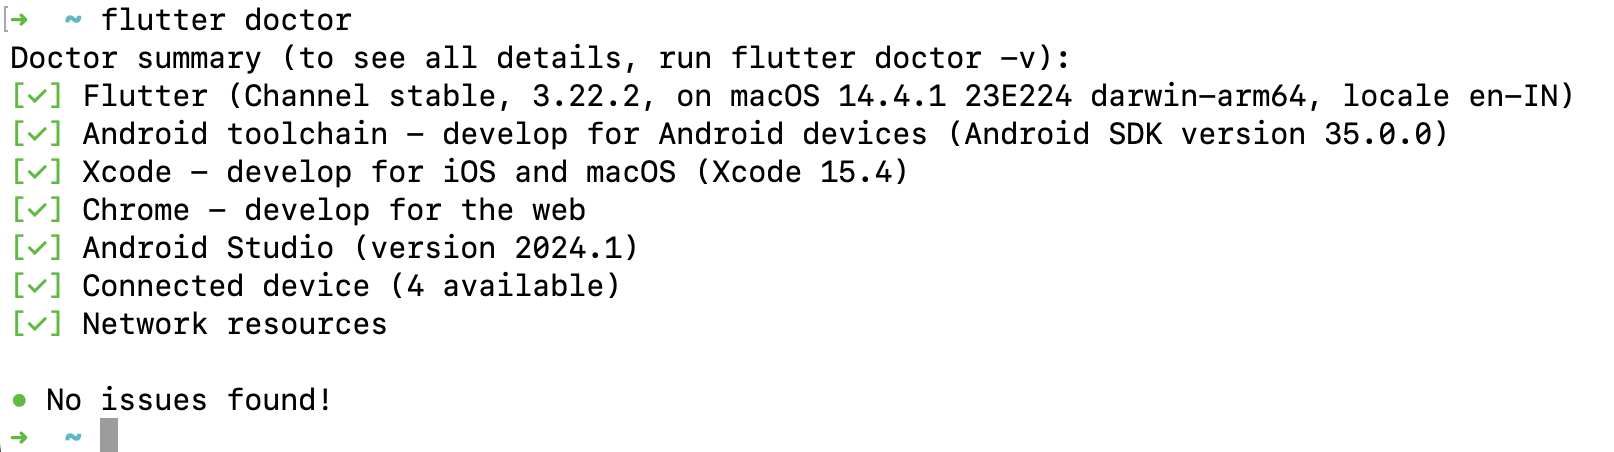 [➜  ~ flutter doctor
Doctor summary (to see all details, run flutter doctor -v):
[✓] Flutter (Channel stable, 3.22.2, on macOS 14.4.1 23E224 darwin-arm64, locale en-IN)
[✓] Android toolchain - develop for Android devices (Android SDK version 35.0.0)
[✓] Xcode - develop for iOS and macOS (Xcode 15.4)
[✓] Chrome - develop for the web
[✓] Android Studio (version 2024.1)
[✓] Connected device (4 available)
[✓] Network resources
• No issues found!
➜  ~